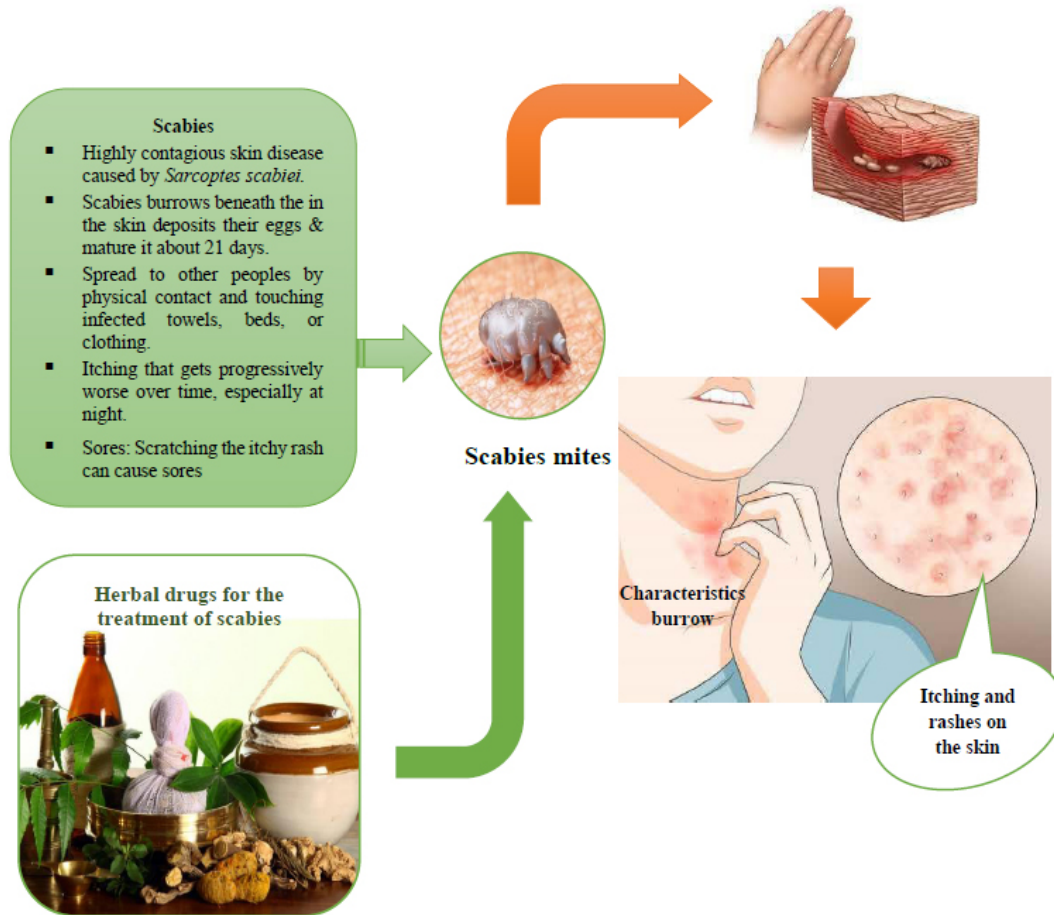 Scabies
▪ Highly contagious skin disease
caused by Sarcoptes scabiei.
▪ Scabies burrows beneath the in
the skin deposits their eggs &
mature it about 21 days.
▪ Spread to other peoples by
physical contact and touching
infected towels, beds, or
clothing.
▪ Itching that gets progressively
worse over time, especially at
night.
▪ Sores: Scratching the itchy rash
can cause sores
Scabies mites
Herbal drugs for the
treatment of scabies
Characteristics
burrow
Itching and
rashes on
the skin